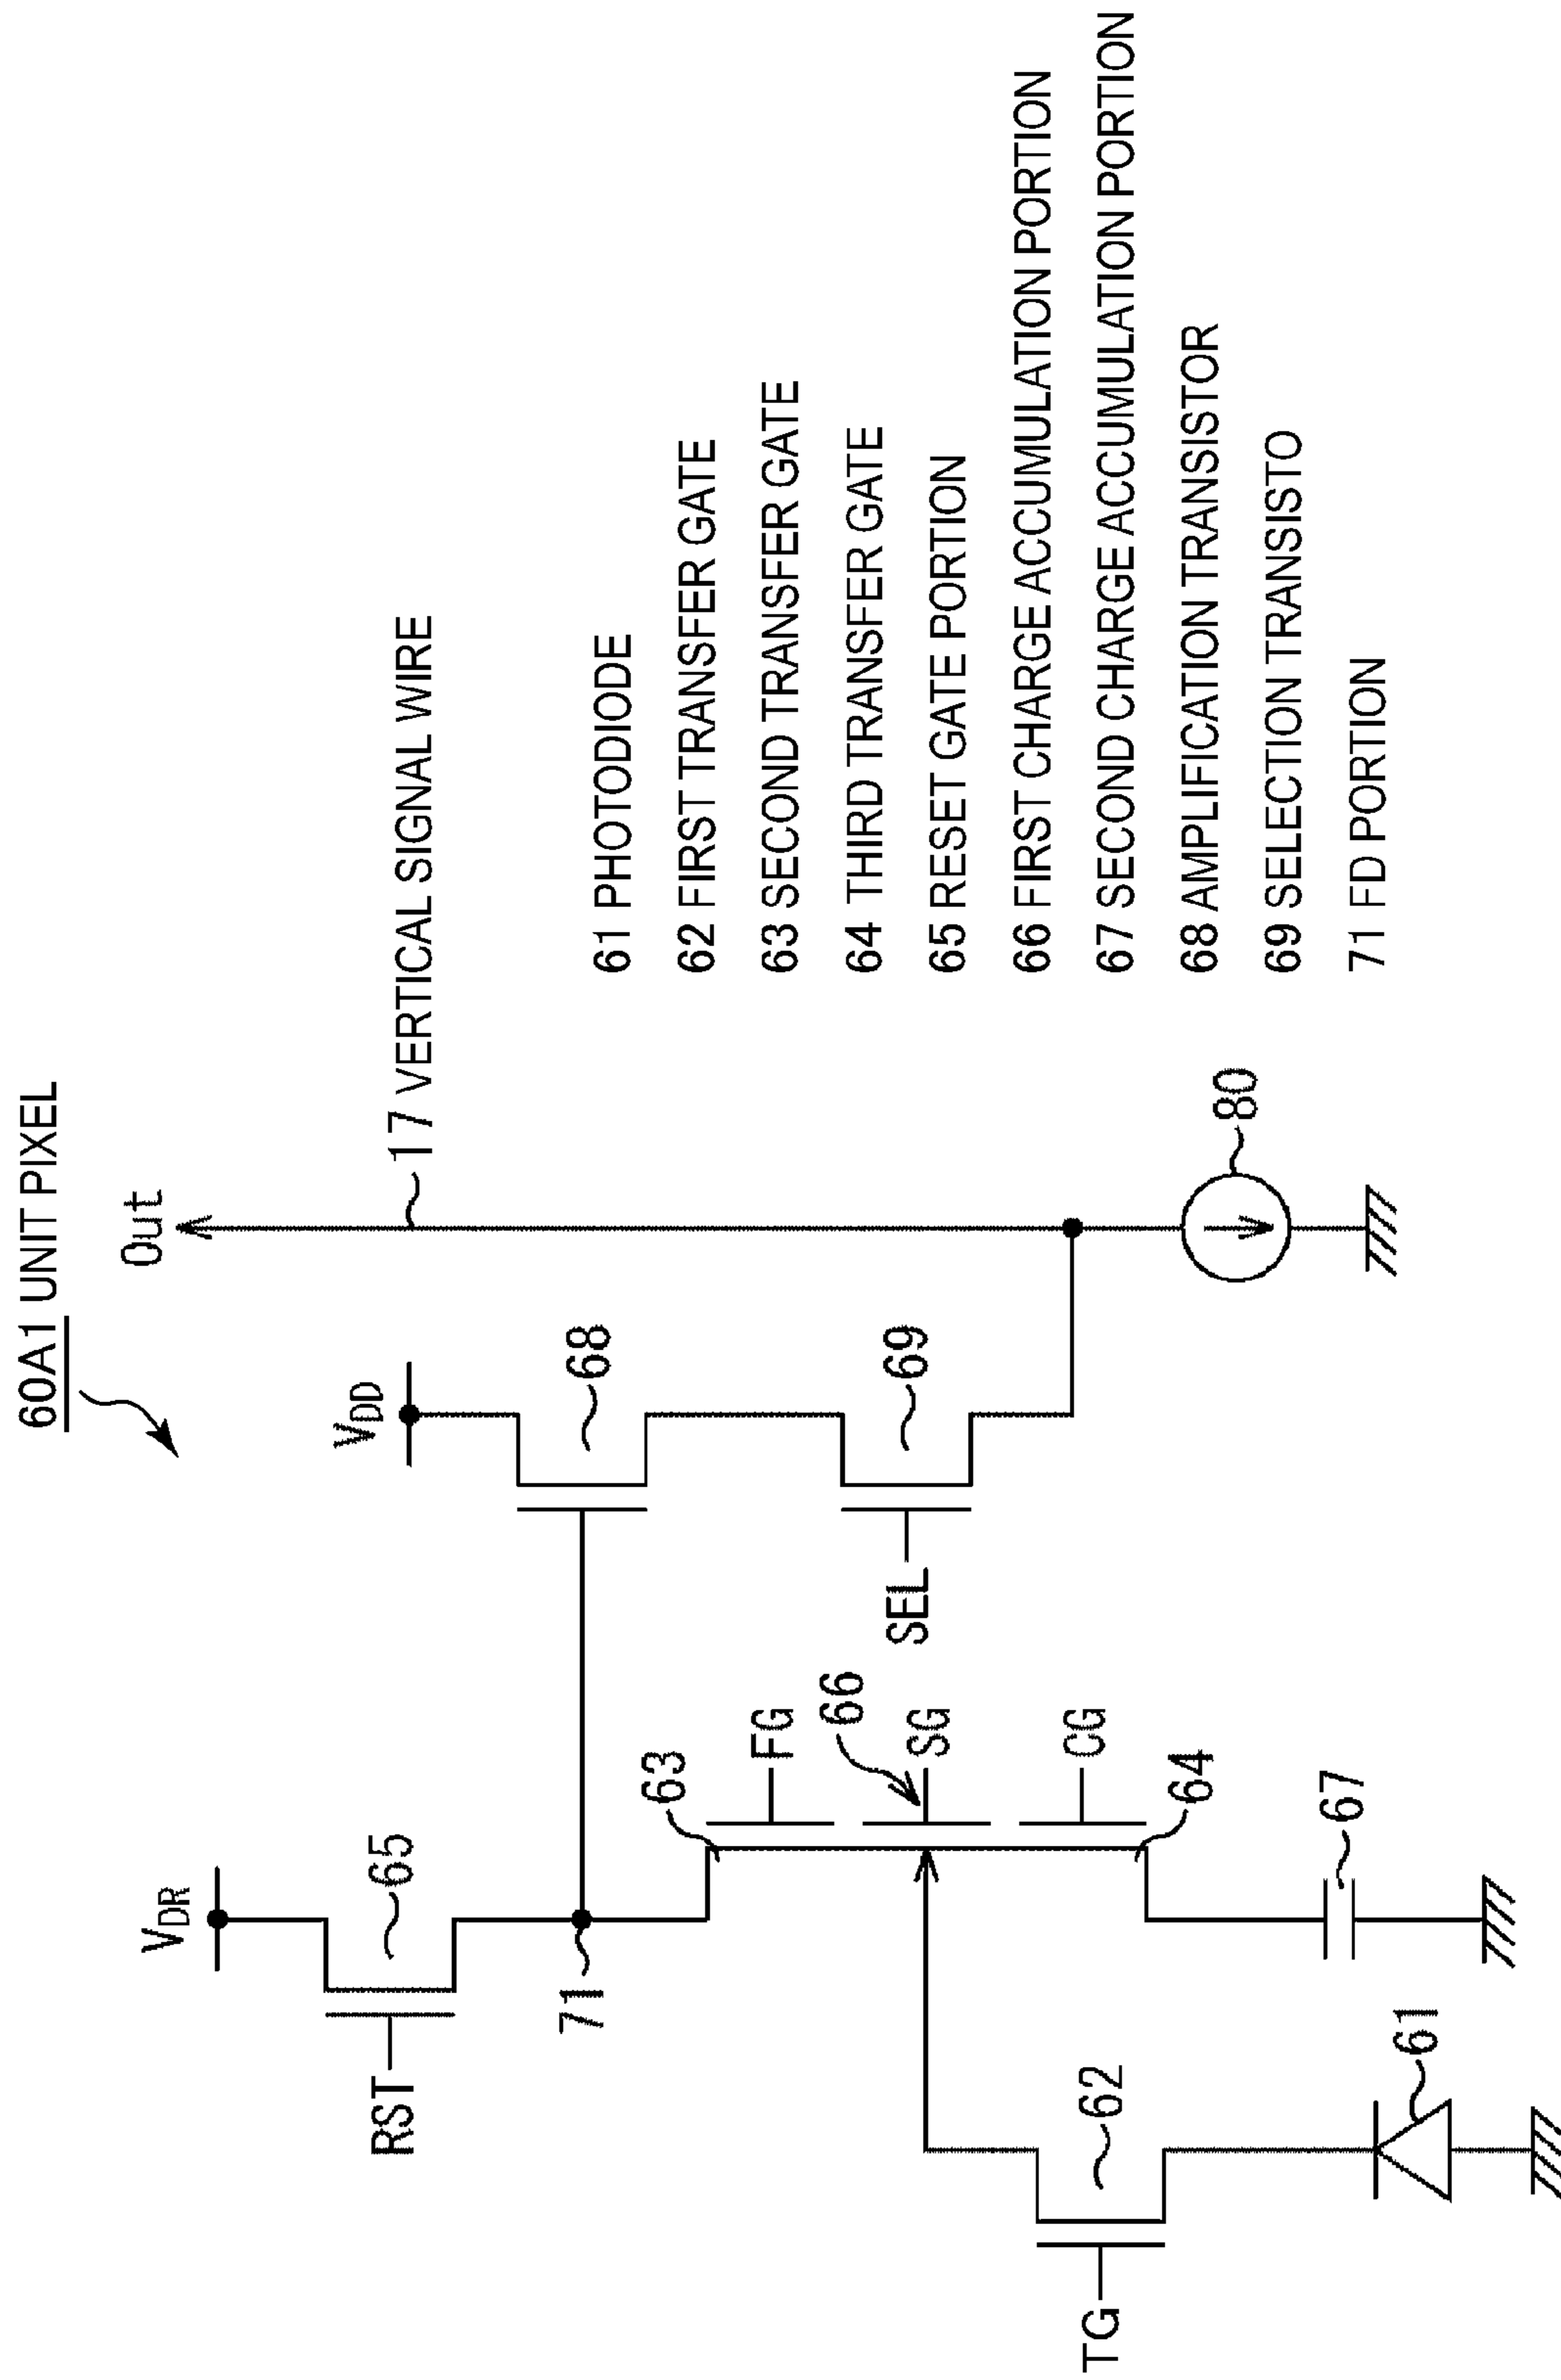 60A1 UNIT PIXEL
Out
17 VERTICAL SIGNAL WIRE
VDR
VDD
RST
65
68
71
63
FG
66
SG
CG
64
SEL
69
TG
62
67
61
80
61 PHOTODIODE
62 FIRST TRANSFER GATE
63 SECOND TRANSFER GATE
64 THIRD TRANSFER GATE
65 RESET GATE PORTION
66 FIRST CHARGE ACCUMULATION PORTION
67 SECOND CHARGE ACCUMULATION PORTION
68 AMPLIFICATION TRANSISTOR
69 SELECTION TRANSISTO
71 FD PORTION